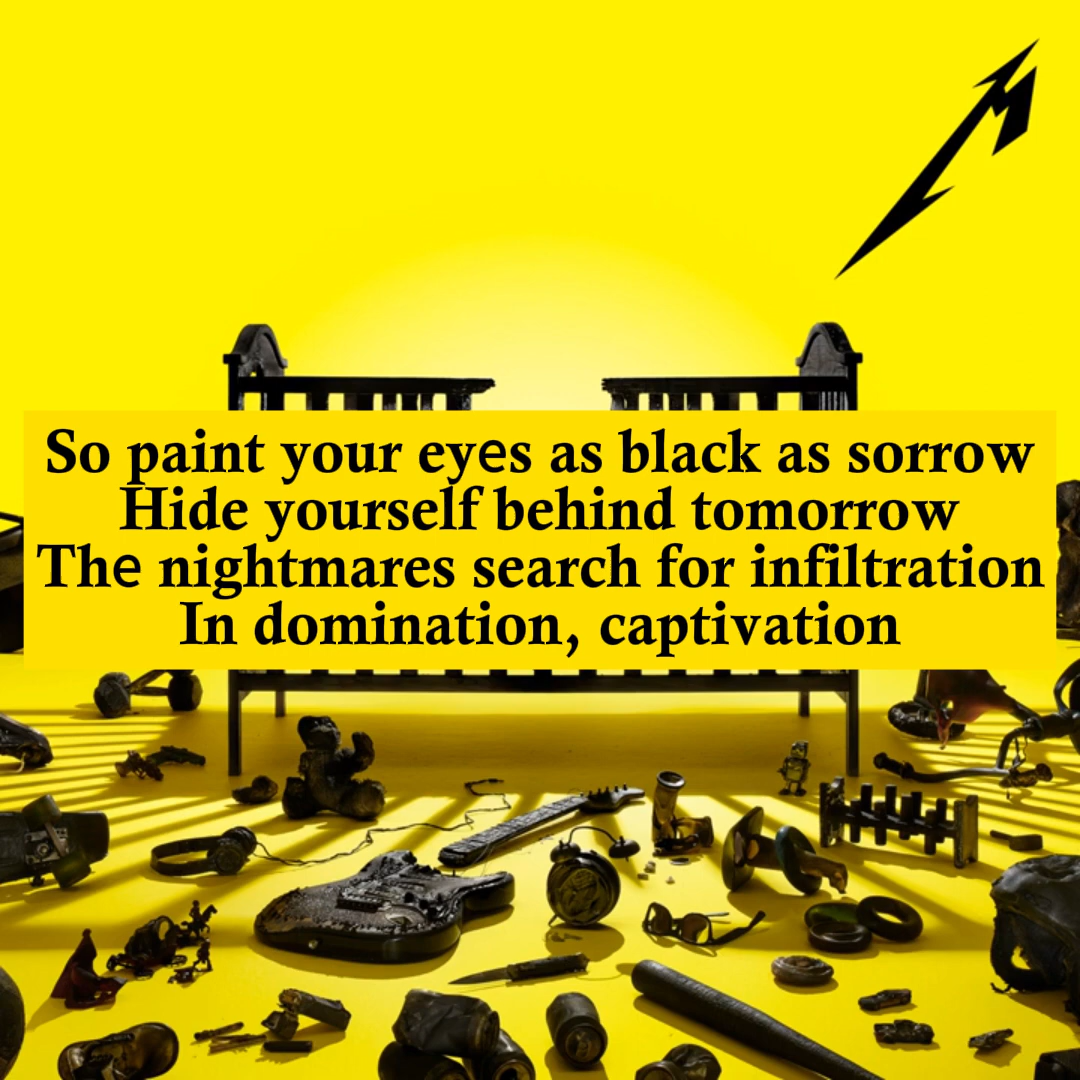 So paint your eyes as black as sorrow
Hide yourself behind tomorrow
The nightmares search for infiltration
In domination, captivation
M